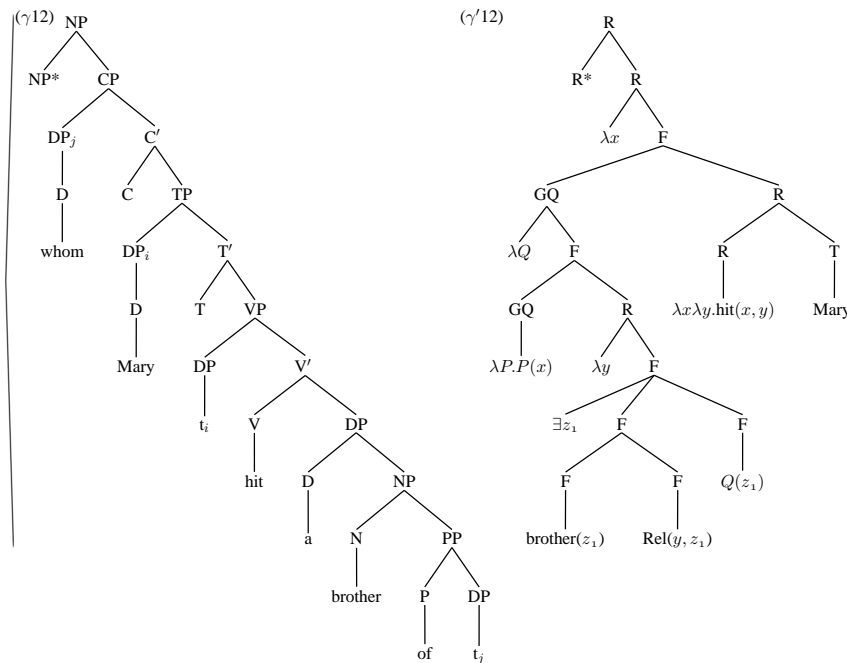 (γ12) NP (γ′12) R
NP* CP R* R
DPⱼ C′ λx F
D C TP GQ R
whom DPᵢ T′ λQ F R T
D T VP GQ R λxλy.hit(x, y) Mary
Mary DP V′ λP.P(x) λy F
tᵢ V DP ∃z₁ F F
hit D NP F F Q(z₁)
a N PP brother(z₁) Rel(y, z₁)
brother P DP
of tⱼ